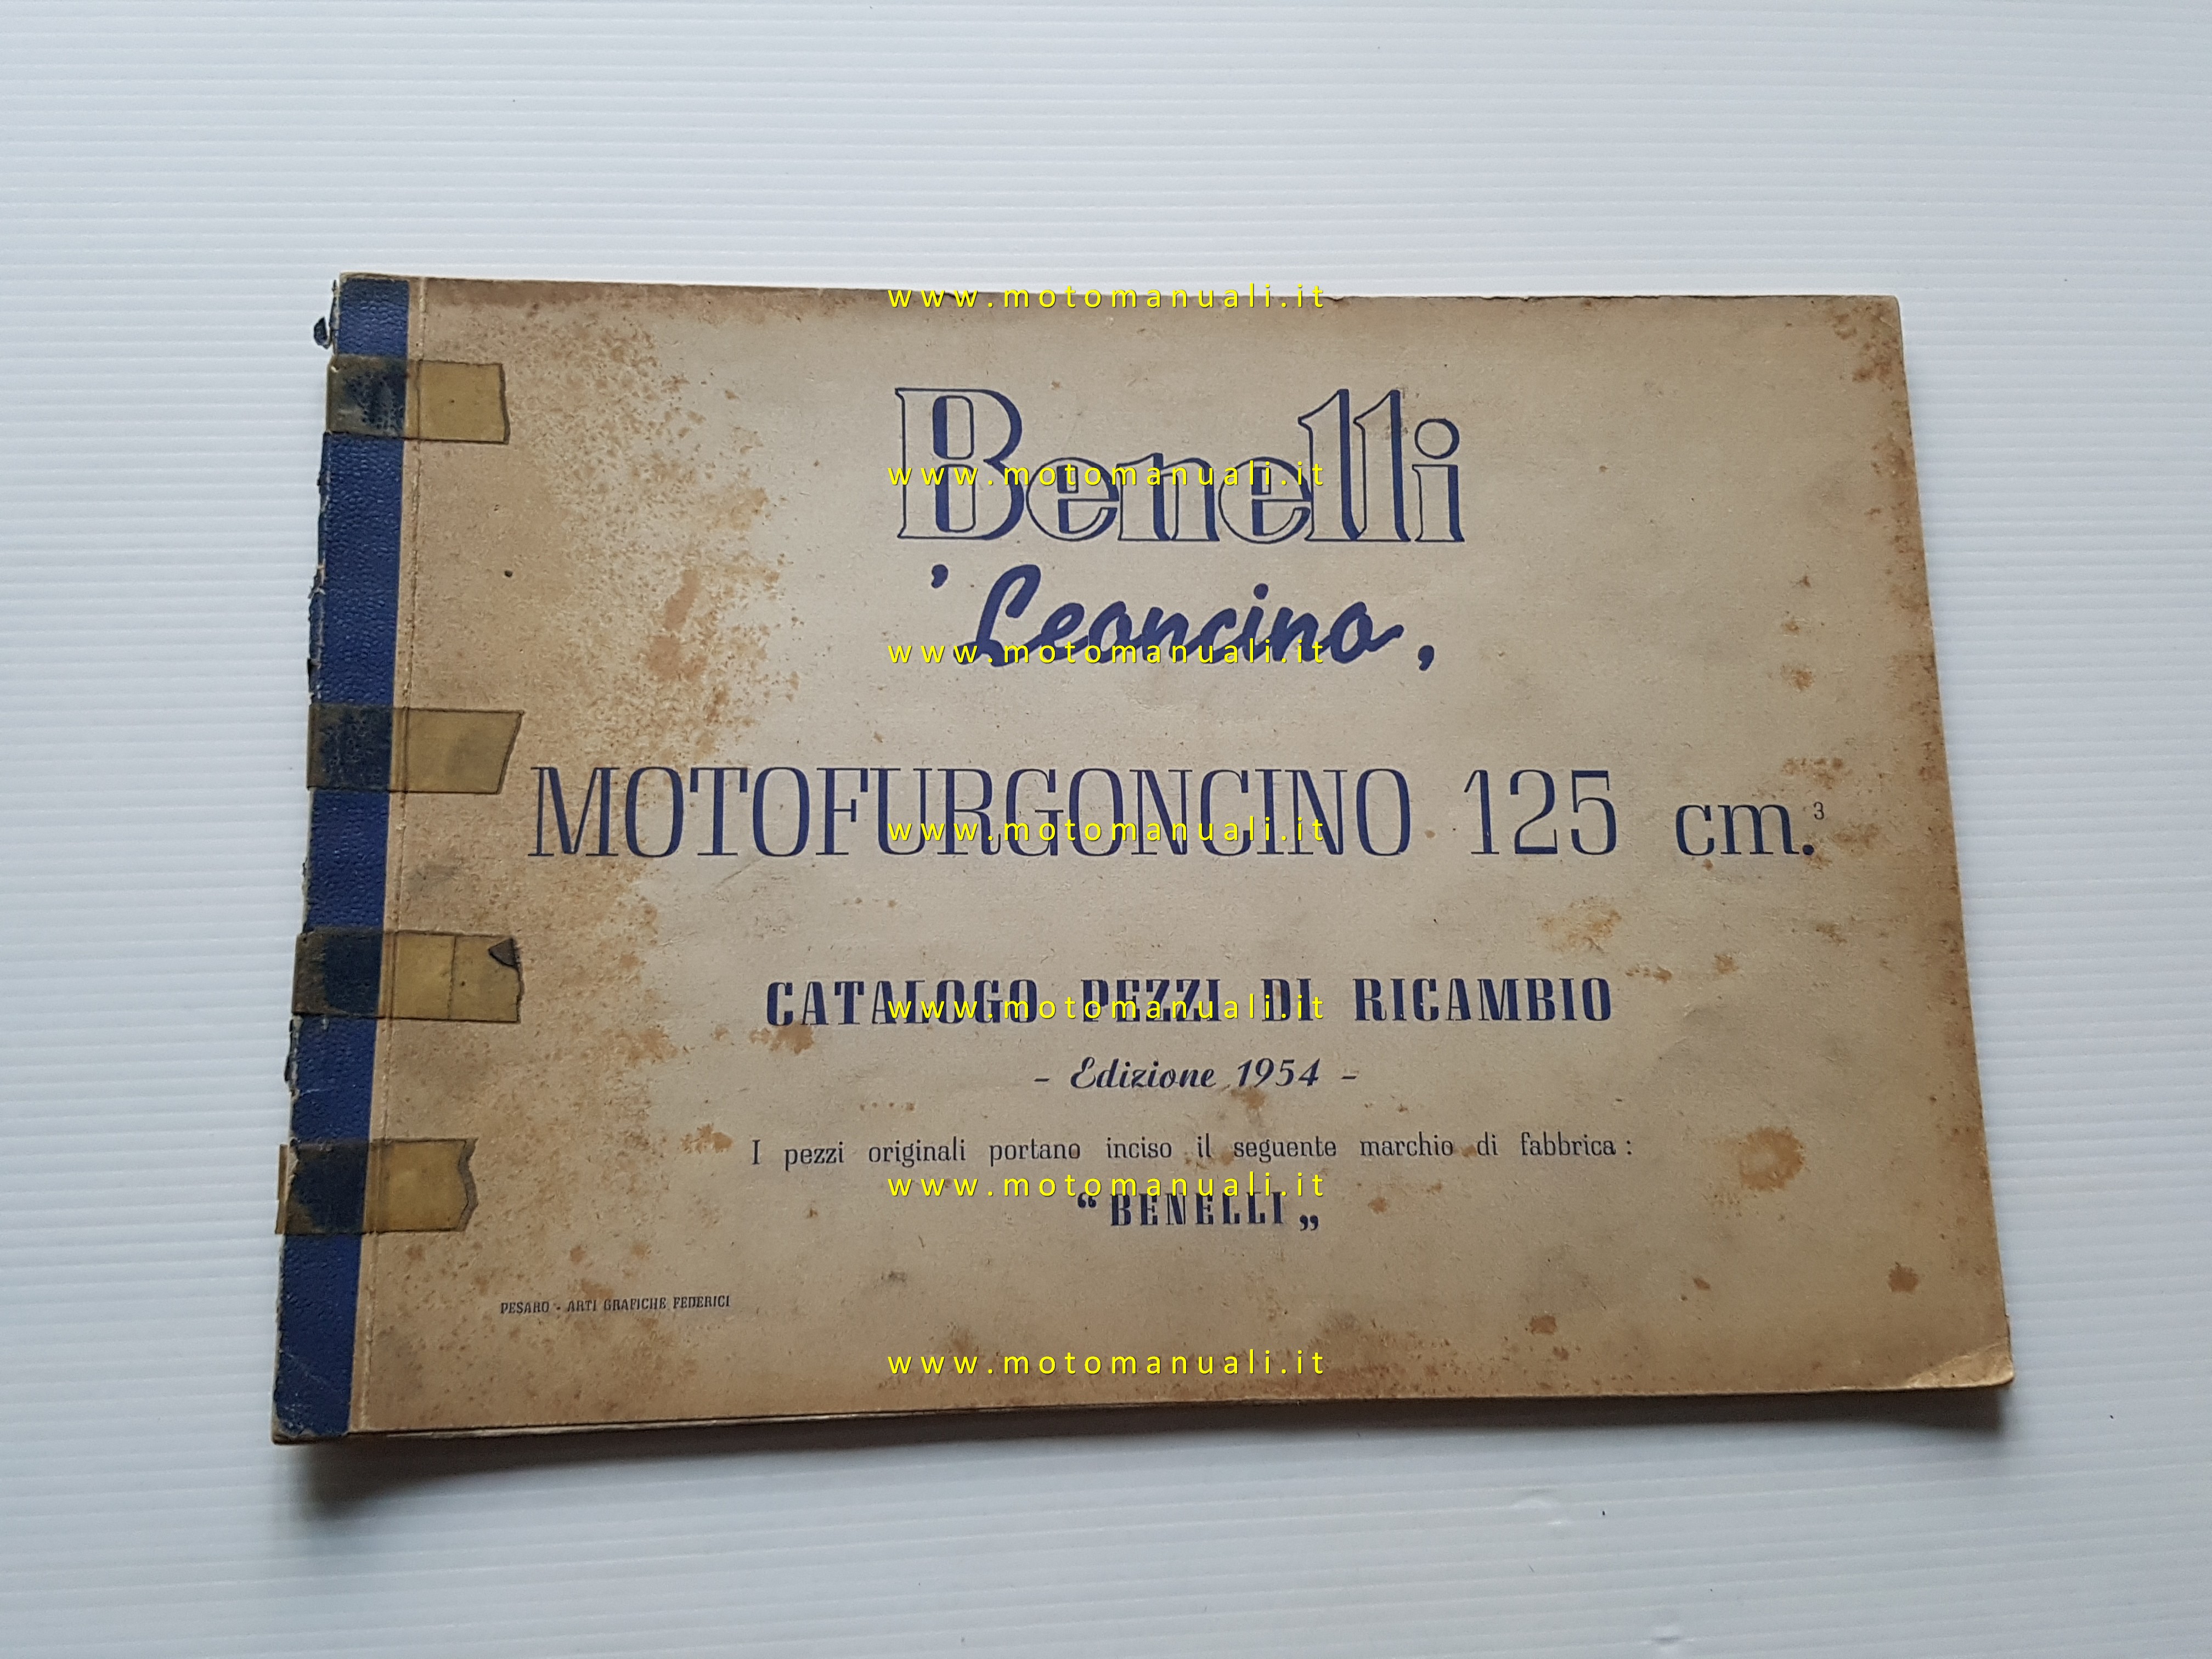 www.motomanuali.it
Benelli
www.motomanuali.it
'Leoncino,
www.motomanuali.it
MOTOFURGONCINO 125 cm.³
www.motomanuali.it
CATALOGO PEZZI DI RICAMBIO
www.motomanuali.it
- Edizione 1954 -
I pezzi originali portano inciso il seguente marchio di fabbrica:
www.motomanuali.it
“BENELLI„
PESARO - ARTI GRAFICHE FEDERICI
www.motomanuali.it